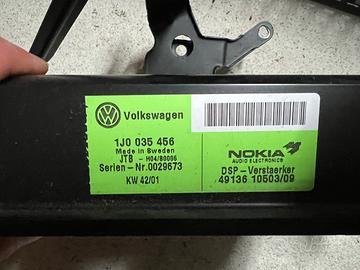 Volkswagen
1J0 035 456
Made in Sweden
JTB - H04/B0006
Serien-Nr.0029673
KW 42/01
NOKIA
AUDIO ELECTRONICS
DSP-Verstaerker
49136 10503/09